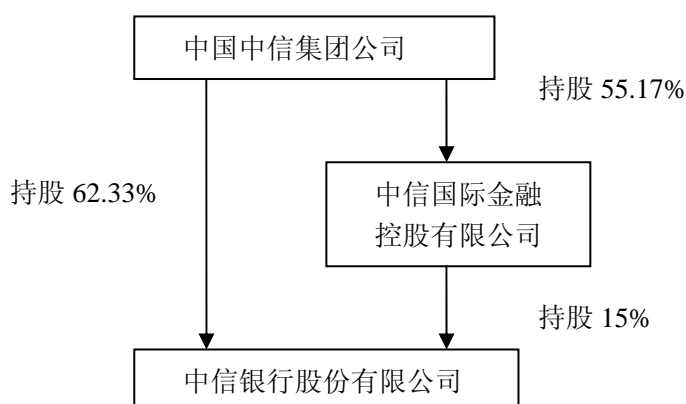 中国中信集团公司
持股 55.17%
持股 62.33%
中信国际金融
控股有限公司
持股 15%
中信银行股份有限公司